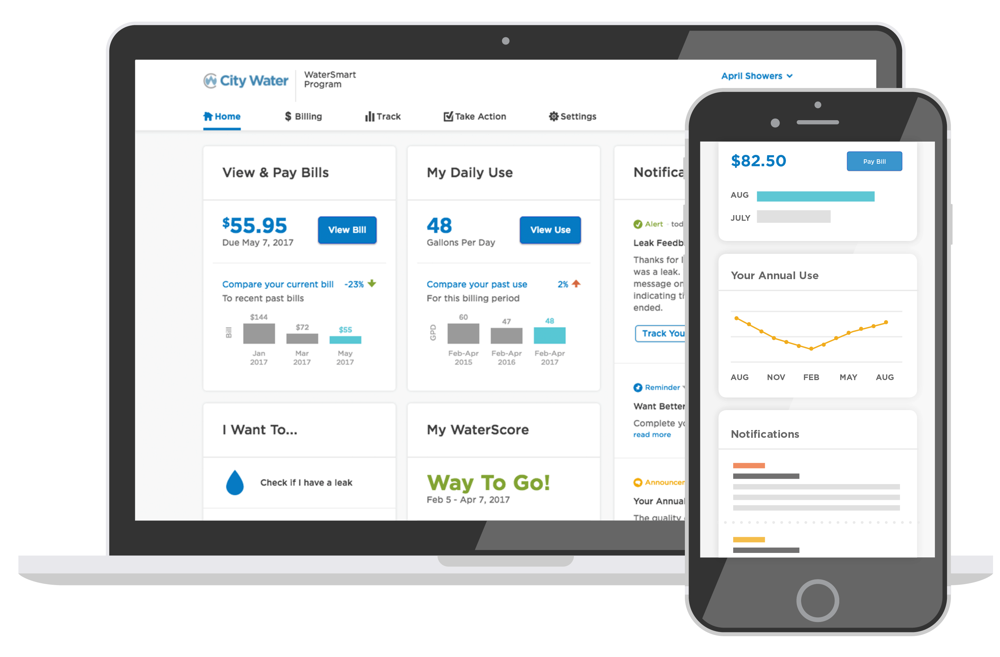 City Water
WaterSmart
Program
April Showers
Home
$ Billing
Track
Take Action
Settings
View & Pay Bills
$55.95
Due May 7, 2017
View Bill
Compare your current bill -23%
To recent past bills
Bill
$144
$72
$55
Jan
2017
Mar
2017
May
2017
My Daily Use
48
Gallons Per Day
View Use
Compare your past use 2%
For this billing period
GPD
60
47
48
Feb-Apr
2015
Feb-Apr
2016
Feb-Apr
2017
I Want To...
Check if I have a leak
My WaterScore
Way To Go!
Feb 5 - Apr 7, 2017
Notifica
Alert tod
Leak Feedb
Thanks for
was a leak.
message on
indicating
ended.
Track You
Reminder
Want Better
Complete
read more
Announcer
Your Annual
The quality
$82.50
Pay Bill
AUG
JULY
Your Annual Use
AUG NOV FEB MAY AUG
Notifications